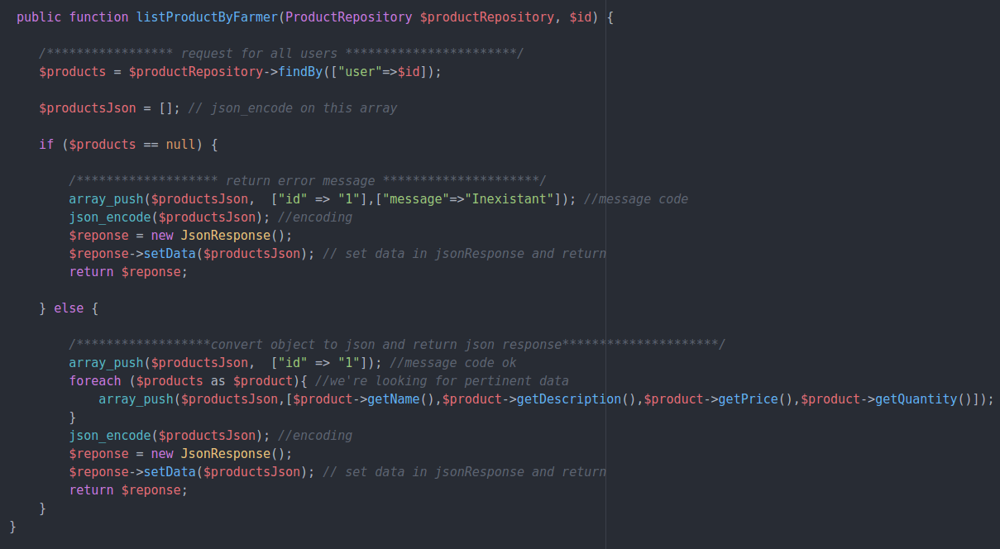 public function listProductByFarmer(ProductRepository $productRepository, $id) {
/***************** request for all users ***********************/
$products = $productRepository->findBy(["user"=>$id]);
$productsJson = []; // json_encode on this array
if ($products == null) {
/******************* return error message *********************/
array_push($productsJson,  ["id" => "1"],["message"=>"Inexistant"]); //message code
json_encode($productsJson); //encoding
$reponse = new JsonResponse();
$reponse->setData($productsJson); // set data in jsonResponse and return
return $reponse;
} else {
/******************convert object to json and return json response*********************/
array_push($productsJson,  ["id" => "1"]); //message code ok
foreach ($products as $product){ //we're looking for pertinent data
array_push($productsJson,[$product->getName(),$product->getDescription(),$product->getPrice(),$product->getQuantity()]);
}
json_encode($productsJson); //encoding
$reponse = new JsonResponse();
$reponse->setData($productsJson); // set data in jsonResponse and return
return $reponse;
}
}